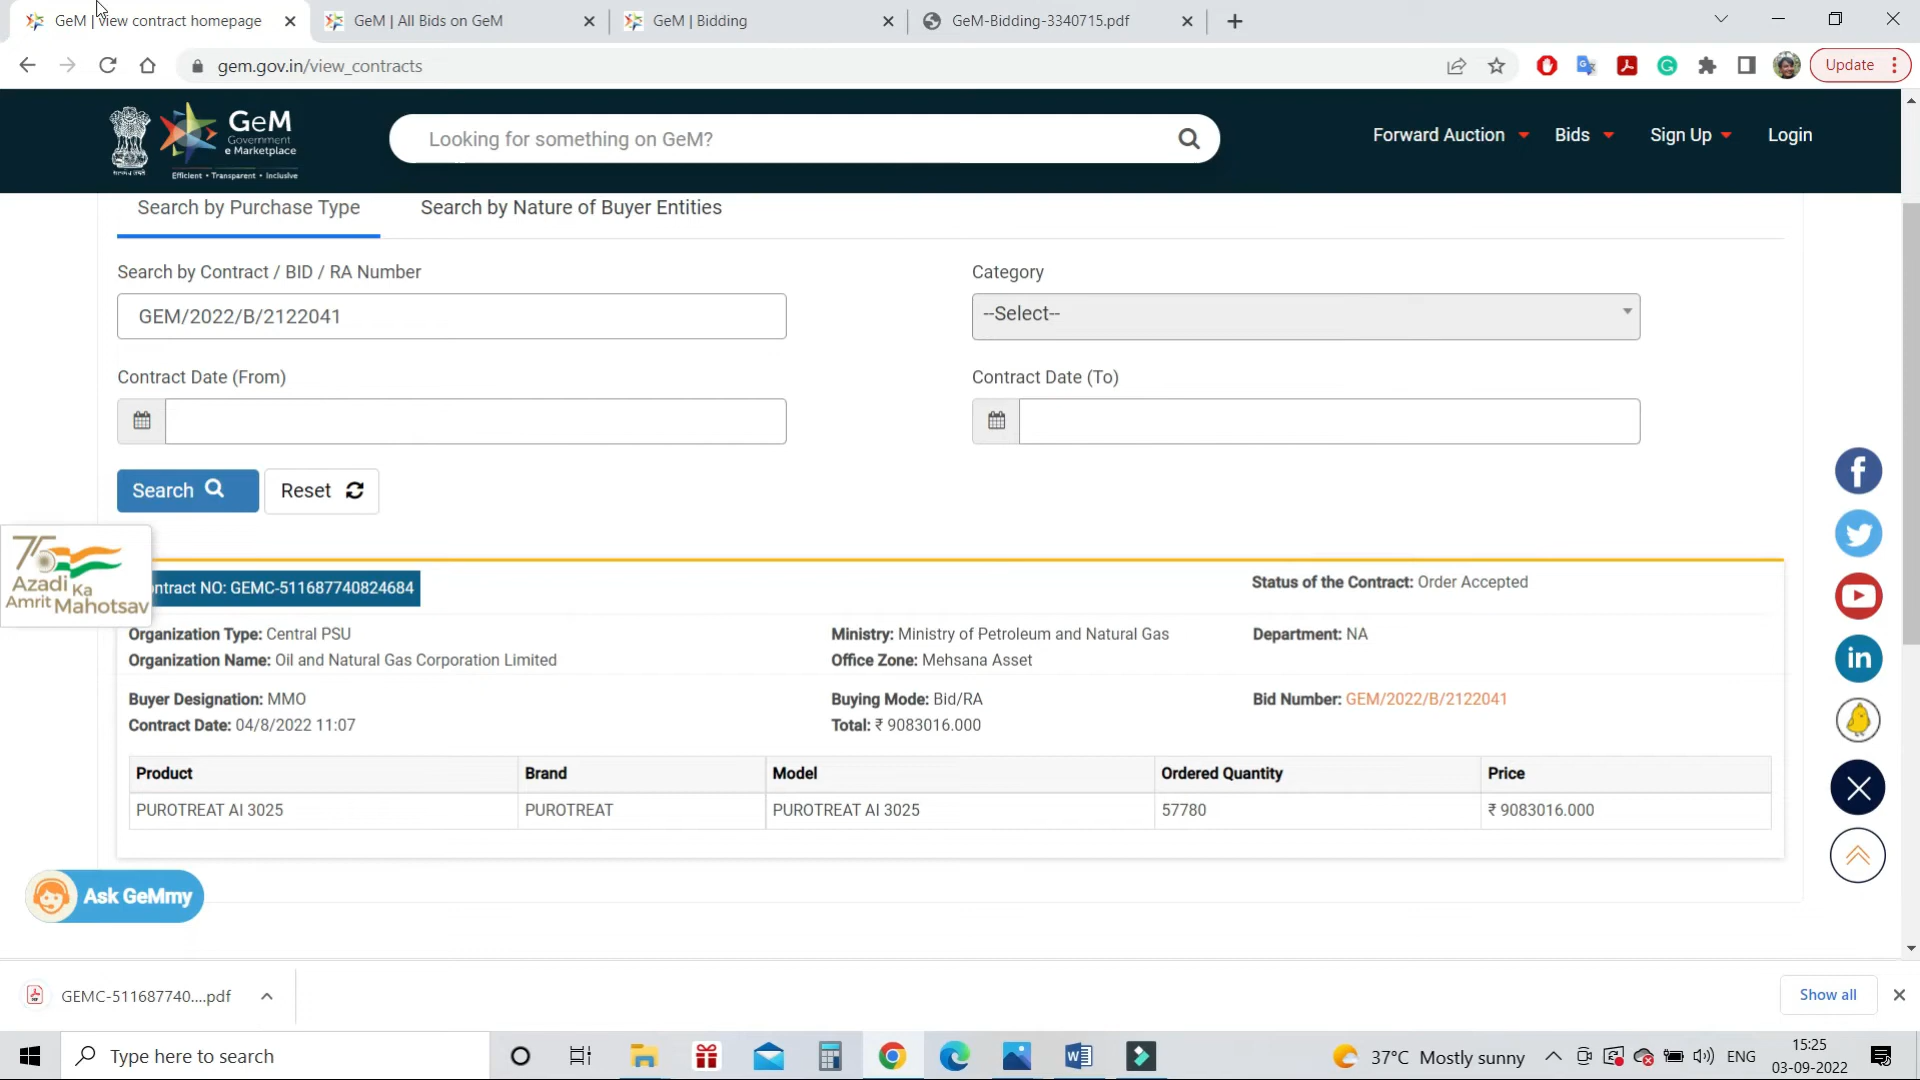 GeM | view contract homepage
GeM | All Bids on GeM
GeM | Bidding
GeM-Bidding-3340715.pdf
gem.gov.in/view_contracts
Update
GeM
Government
e Marketplace
Efficient • Transparent • Inclusive
सत्यमेव जयते
Looking for something on GeM?
Forward Auction
Bids
Sign Up
Login
Search by Purchase Type
Search by Nature of Buyer Entities
Search by Contract / BID / RA Number
Category
GEM/2022/B/2122041
--Select--
Contract Date (From)
Contract Date (To)
Search
Reset
75
Azadi Ka
Amrit Mahotsav
ontract NO: GEMC-511687740824684
Status of the Contract: Order Accepted
Organization Type: Central PSU
Ministry: Ministry of Petroleum and Natural Gas
Department: NA
Organization Name: Oil and Natural Gas Corporation Limited
Office Zone: Mehsana Asset
Buyer Designation: MMO
Buying Mode: Bid/RA
Bid Number: GEM/2022/B/2122041
Contract Date: 04/8/2022 11:07
Total: ₹ 9083016.000
Product Brand Model Ordered Quantity Price
PUROTREAT AI 3025 PUROTREAT PUROTREAT AI 3025 57780 ₹ 9083016.000
Ask GeMmy
GEMC-511687740....pdf
Show all
Type here to search
37°C Mostly sunny
ENG
15:25
03-09-2022